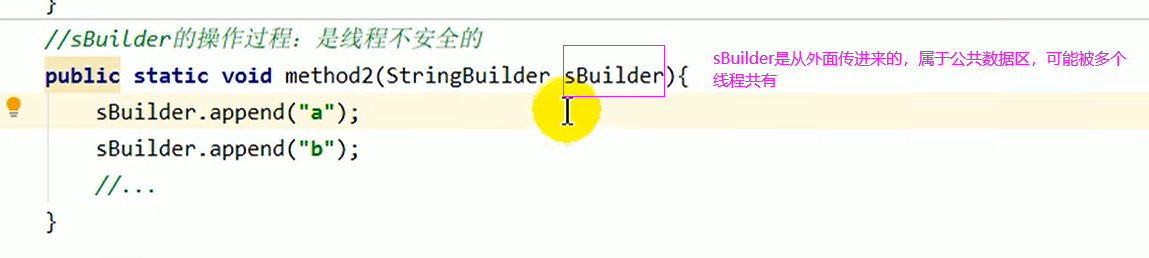 }
//sBuilder的操作过程：是线程不安全的
public static void method2(StringBuilder sBuilder){
sBuilder是从外面传进来的，属于公共数据区，可能被多个
线程共有
sBuilder.append("a");
sBuilder.append("b");
//...
}